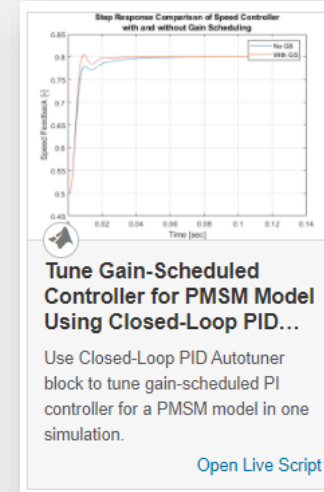 Step Response Comparison of Speed Controller
with and without Gain Scheduling
No GS
With GS
0.85
0.8
0.75
0.7
0.65
0.6
0.55
0.5
0.45
Speed Feedback [-]
0
0.02
0.04
0.06
0.08
0.1
0.12
0.14
Time [sec]
Tune Gain-Scheduled
Controller for PMSM Model
Using Closed-Loop PID…
Use Closed-Loop PID Autotuner
block to tune gain-scheduled PI
controller for a PMSM model in one
simulation.
Open Live Script